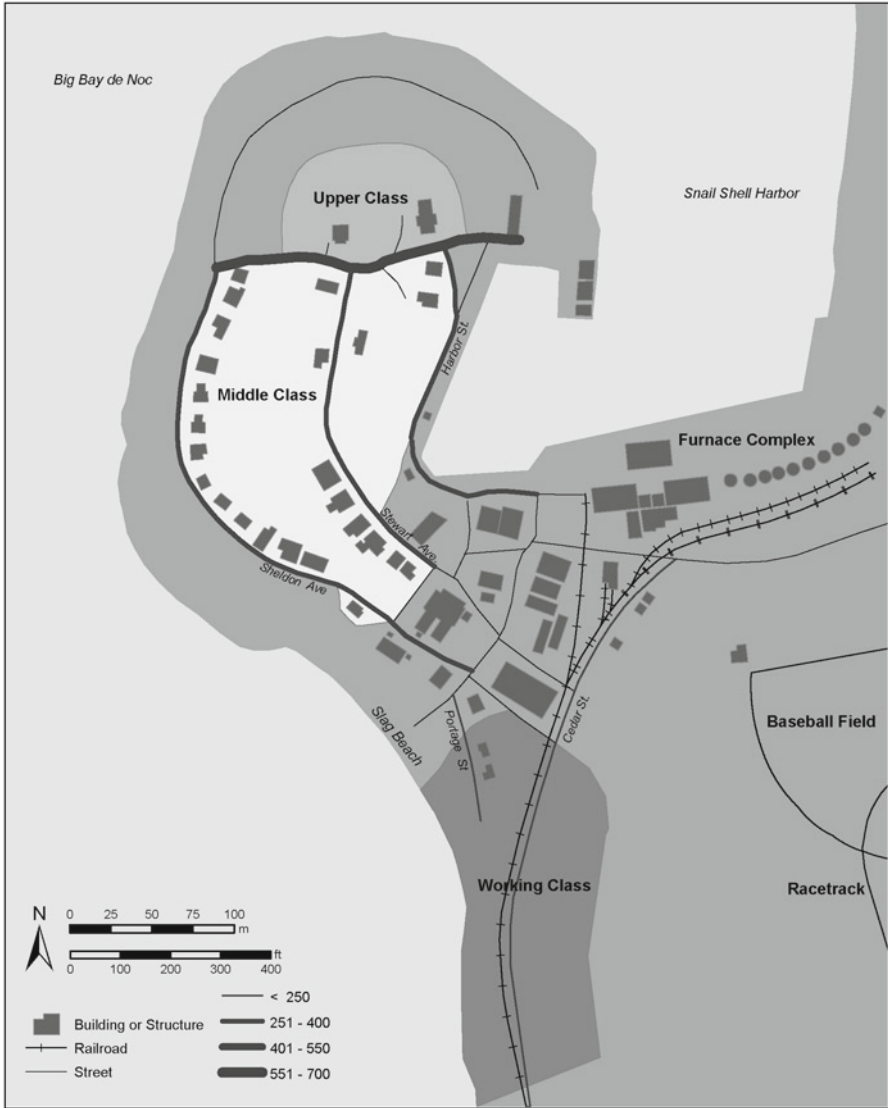 Big Bay de Noc
Snail Shell Harbor
Upper Class
Harbor St.
Middle Class
Furnace Complex
Stewart Ave.
Sheldon Ave
Slag Beach
Portage St
Cedar St.
Baseball Field
Working Class
Racetrack
N
0 25 50 75 100
m
ft
0 100 200 300 400
Building or Structure
Railroad
Street
< 250
251 - 400
401 - 550
551 - 700